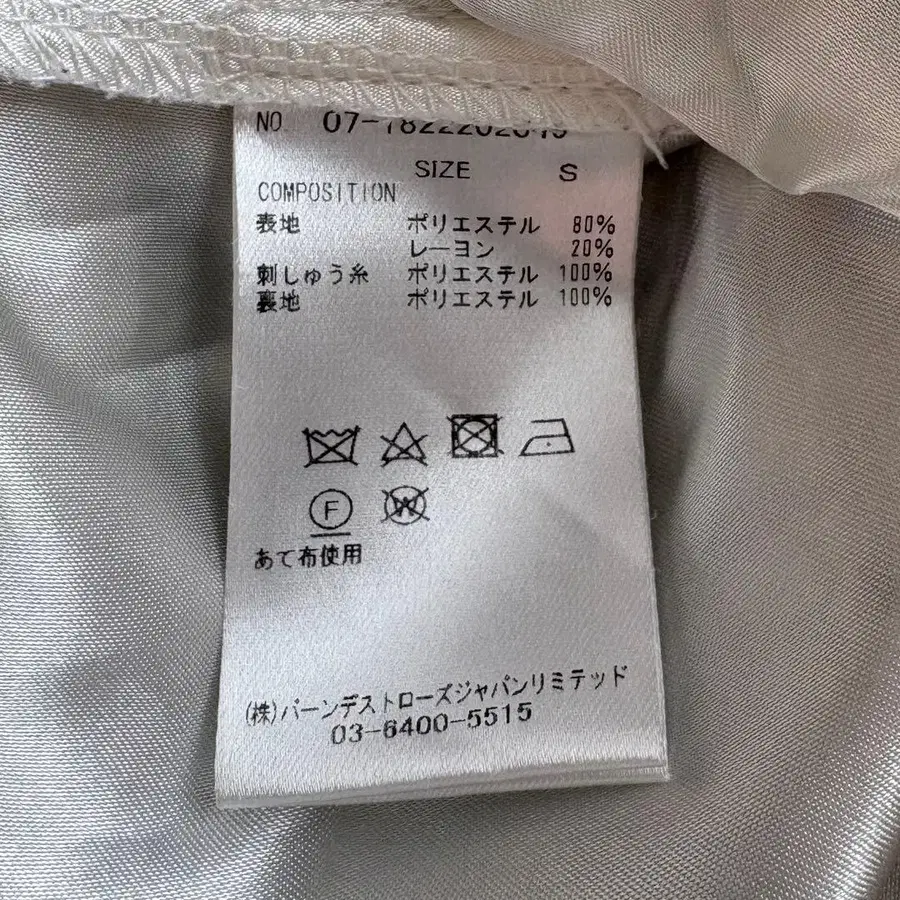 NO.
SIZE S
COMPOSITION
表地 ポリエステル 80%
レーヨン 20%
刺しゅう糸 ポリエステル 100%
裏地 ポリエステル 100%
F W
あて布使用
(株)バーンデストローズジャパンリミテッド
03-6400-5515